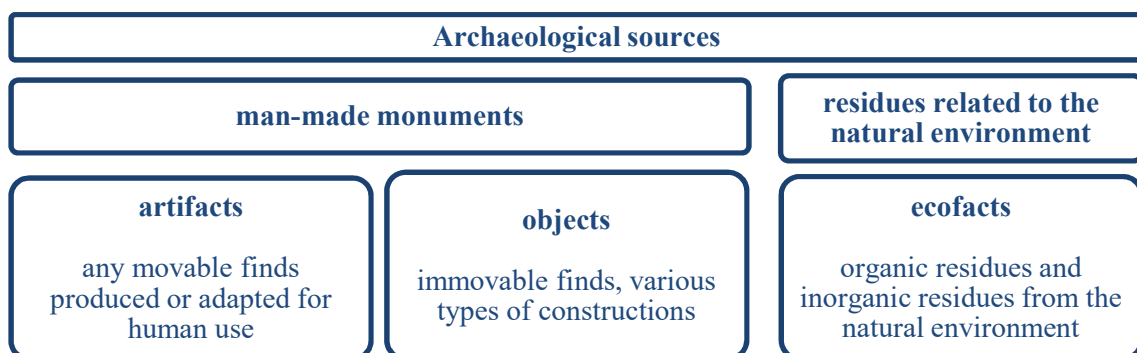 Archaeological sources
man-made monuments
residues related to the
natural environment
artifacts
any movable finds
produced or adapted for
human use
objects
immovable finds, various
types of constructions
ecofacts
organic residues and
inorganic residues from the
natural environment